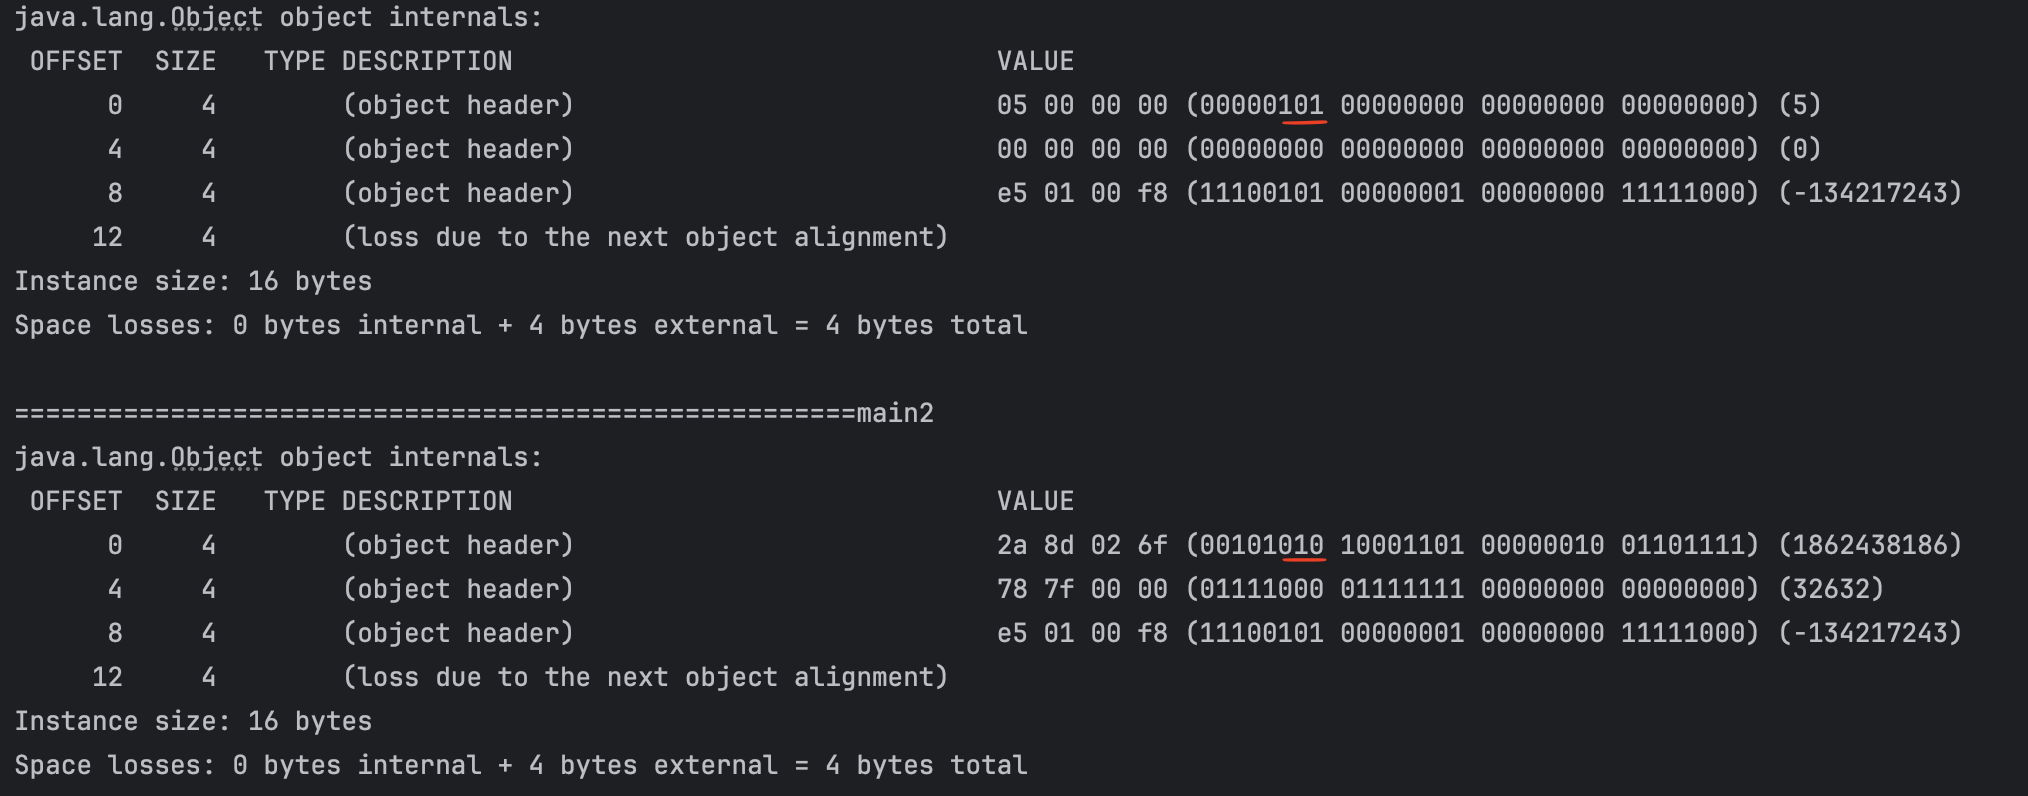 java.lang.Object object internals:
 OFFSET  SIZE   TYPE DESCRIPTION                               VALUE
      0     4        (object header)                           05 00 00 00 (00000101 00000000 00000000 00000000) (5)
      4     4        (object header)                           00 00 00 00 (00000000 00000000 00000000 00000000) (0)
      8     4        (object header)                           e5 01 00 f8 (11100101 00000001 00000000 11111000) (-134217243)
     12     4        (loss due to the next object alignment)
Instance size: 16 bytes
Space losses: 0 bytes internal + 4 bytes external = 4 bytes total
======================================================main2
java.lang.Object object internals:
 OFFSET  SIZE   TYPE DESCRIPTION                               VALUE
      0     4        (object header)                           2a 8d 02 6f (00101010 10001101 00000010 01101111) (1862438186)
      4     4        (object header)                           78 7f 00 00 (01111000 01111111 00000000 00000000) (32632)
      8     4        (object header)                           e5 01 00 f8 (11100101 00000001 00000000 11111000) (-134217243)
     12     4        (loss due to the next object alignment)
Instance size: 16 bytes
Space losses: 0 bytes internal + 4 bytes external = 4 bytes total